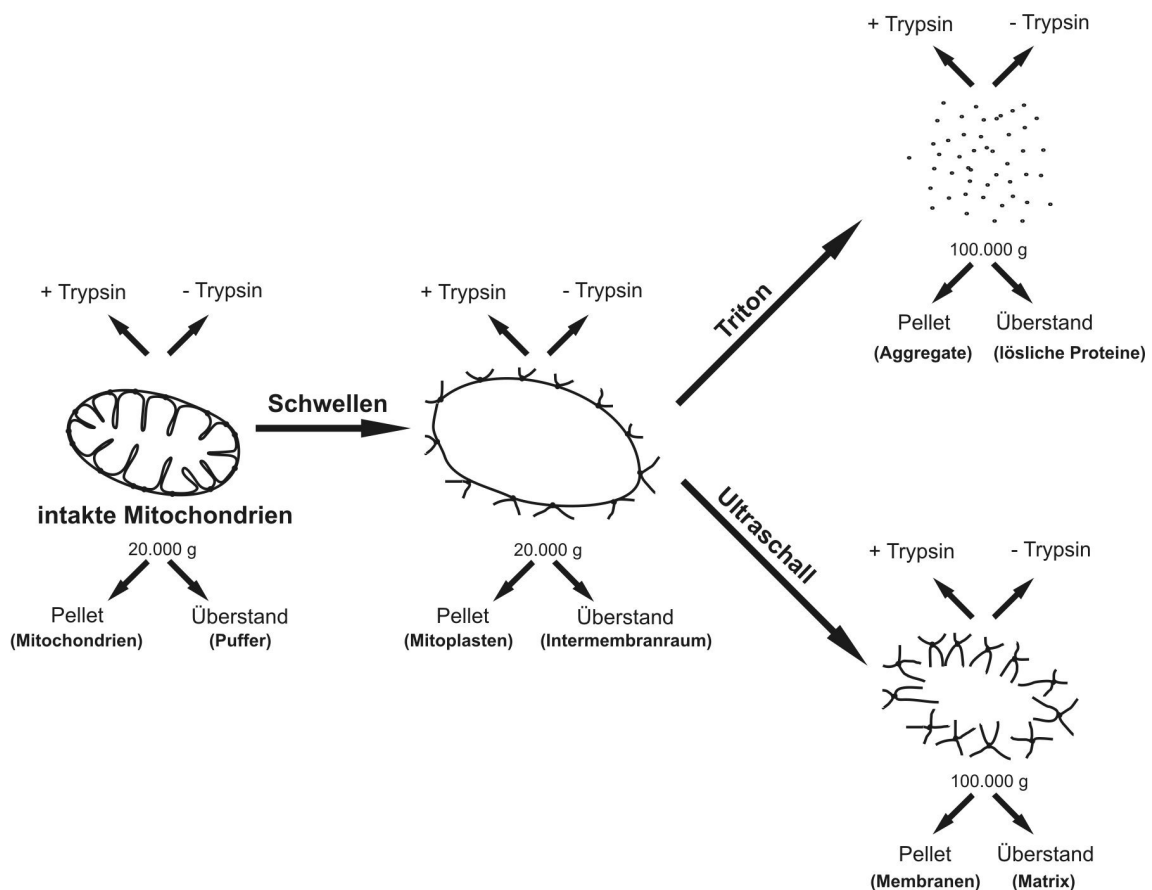 + Trypsin
- Trypsin
100.000 g
Pellet
(Aggregate)
Überstand
(lösliche Proteine)
Triton
+ Trypsin
- Trypsin
intakte Mitochondrien
20.000 g
Pellet
(Mitochondrien)
Überstand
(Puffer)
Schwellen
+ Trypsin
- Trypsin
20.000 g
Pellet
(Mitoplasten)
Überstand
(Intermembranraum)
Ultraschall
+ Trypsin
- Trypsin
100.000 g
Pellet
(Membranen)
Überstand
(Matrix)